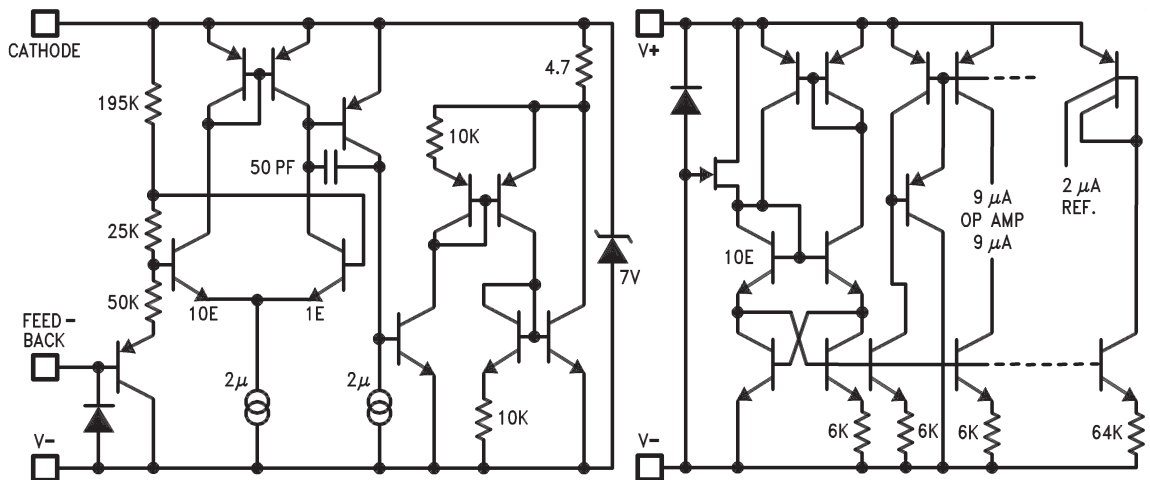 CATHODE
195K
25K
50K
FEED-
BACK
V-
10E
1E
2μ
50 PF
2μ
10K
4.7
10K
7V
V+
10E
9 μA
OP AMP
9 μA
2 μA
REF.
V-
6K
6K
6K
64K